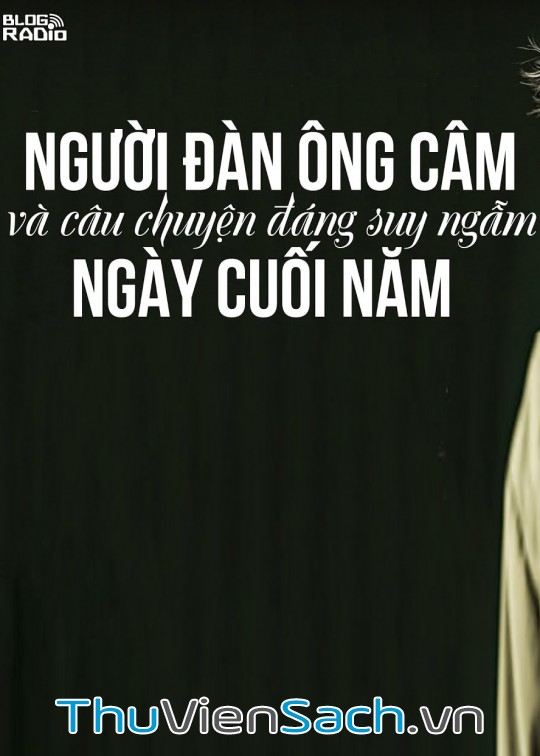 BLOG
RADIO
NGƯỜI ĐÀN ÔNG CÂM
và câu chuyện đáng suy ngẫm
NGÀY CUỐI NĂM
ThuVienSach.vn